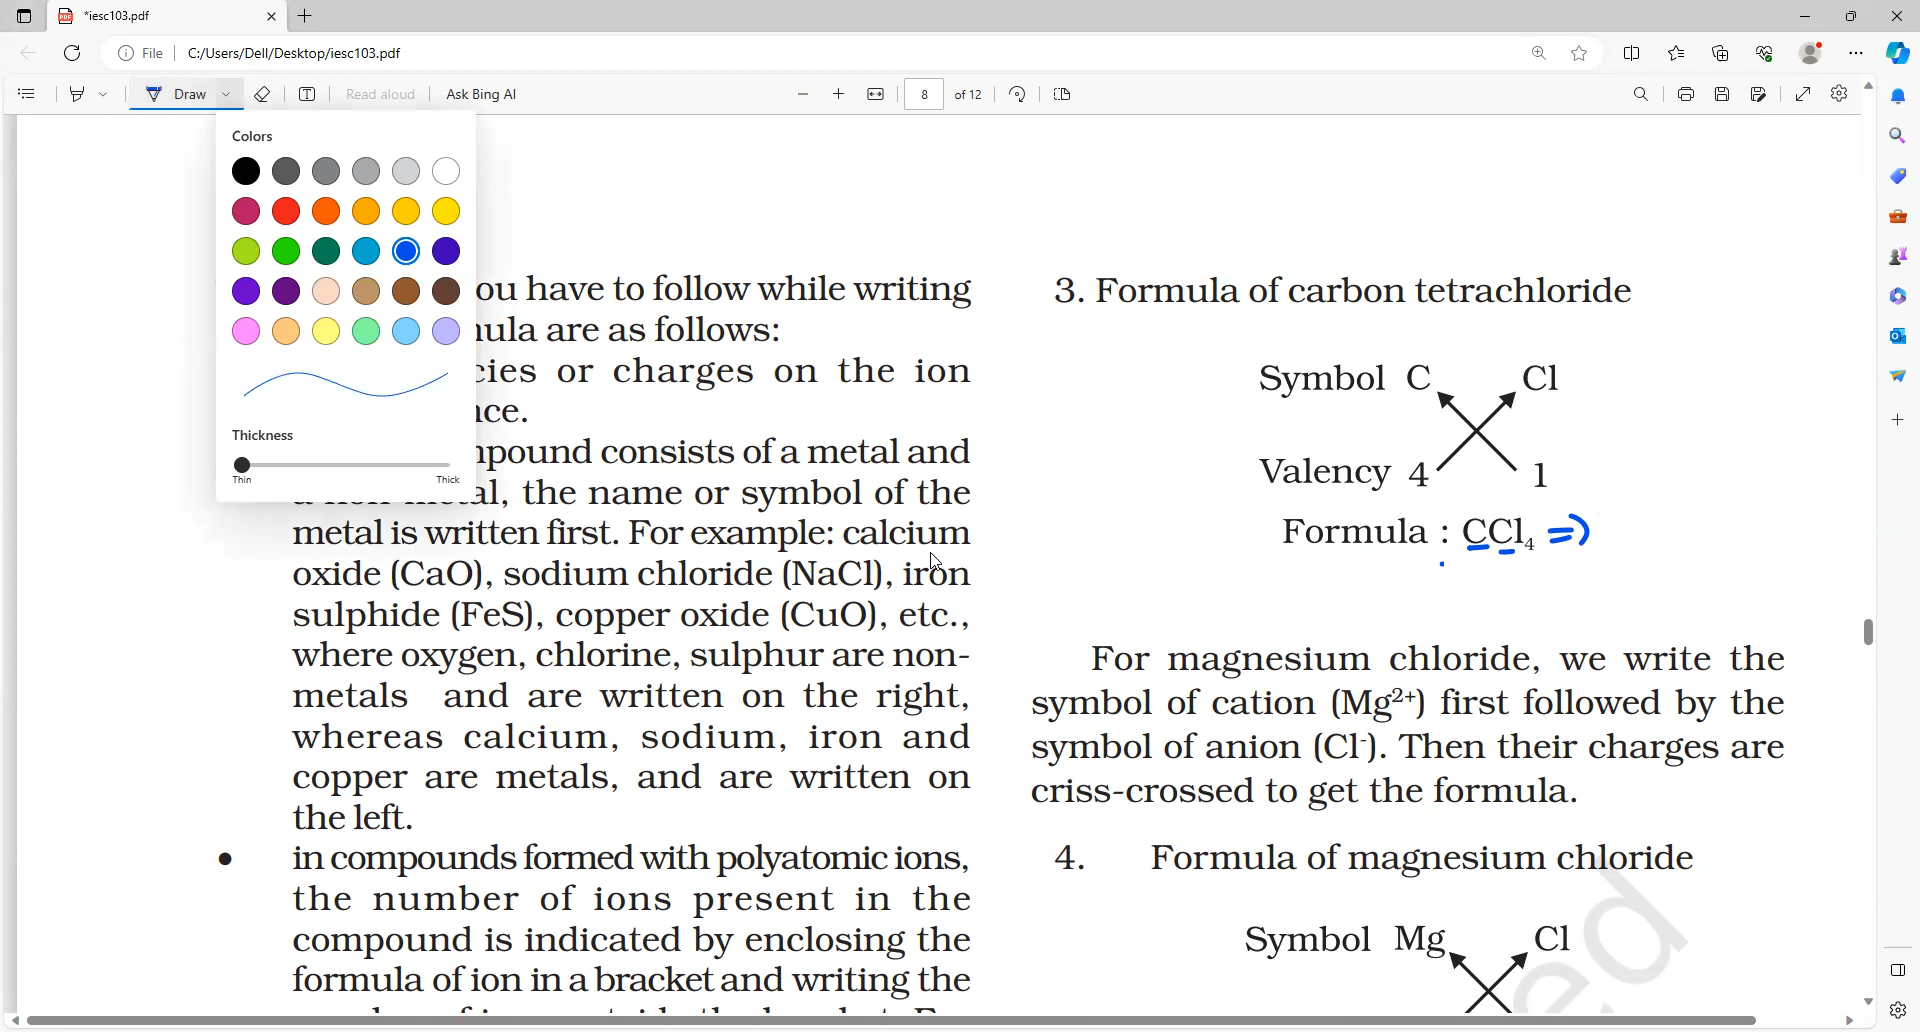 *iesc103.pdf
File
C:/Users/Dell/Desktop/iesc103.pdf
Draw
Read aloud
Ask Bing AI
8
of 12
Colors
Thickness
Thin
Thick
ou have to follow while writing
ula are as follows:
cies or charges on the ion
nce.
mpound consists of a metal and
the name or symbol of the
metal is written first. For example: calcium
oxide (CaO), sodium chloride (NaCl), iron
sulphide (FeS), copper oxide (CuO), etc.,
where oxygen, chlorine, sulphur are non-
metals and are written on the right,
whereas calcium, sodium, iron and
copper are metals, and are written on
the left.
• in compounds formed with polyatomic ions,
the number of ions present in the
compound is indicated by enclosing the
formula of ion in a bracket and writing the
3. Formula of carbon tetrachloride
Symbol C Cl
Valency 4 1
Formula : CCl₄ =>
For magnesium chloride, we write the
symbol of cation (Mg²⁺) first followed by the
symbol of anion (Cl⁻). Then their charges are
criss-crossed to get the formula.
4. Formula of magnesium chloride
Symbol Mg Cl
ed